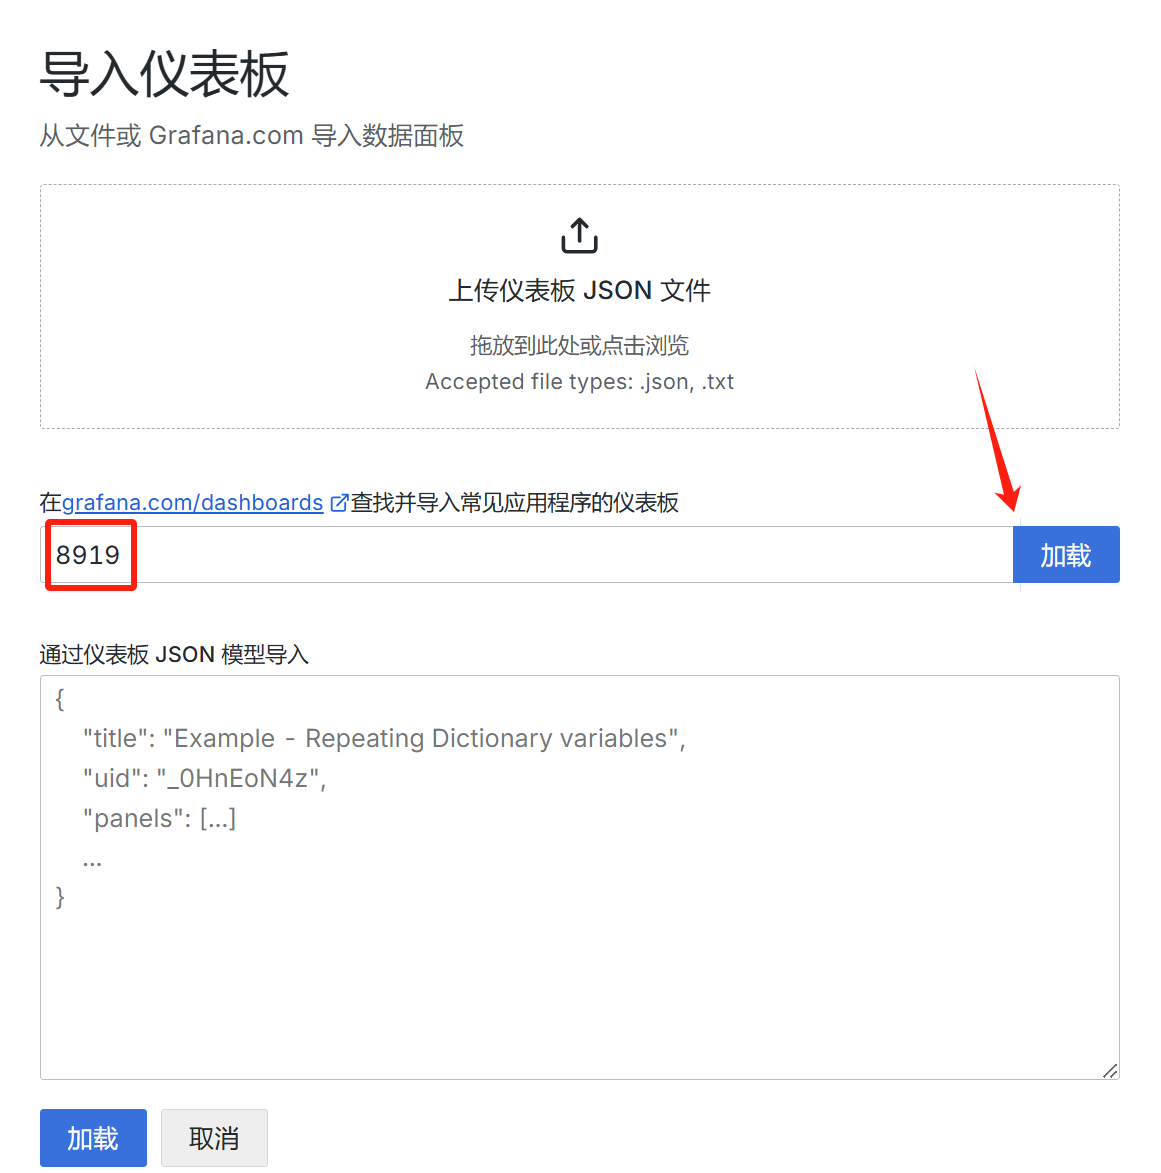 导入仪表板
从文件或 Grafana.com 导入数据面板
上传仪表板 JSON 文件
拖放到此处或点击浏览
Accepted file types: .json, .txt
在grafana.com/dashboards 查找并导入常见应用程序的仪表板
8919
加载
通过仪表板 JSON 模型导入
{
"title": "Example - Repeating Dictionary variables",
"uid": "_0HnEoN4z",
"panels": [...]
...
}
加载 取消